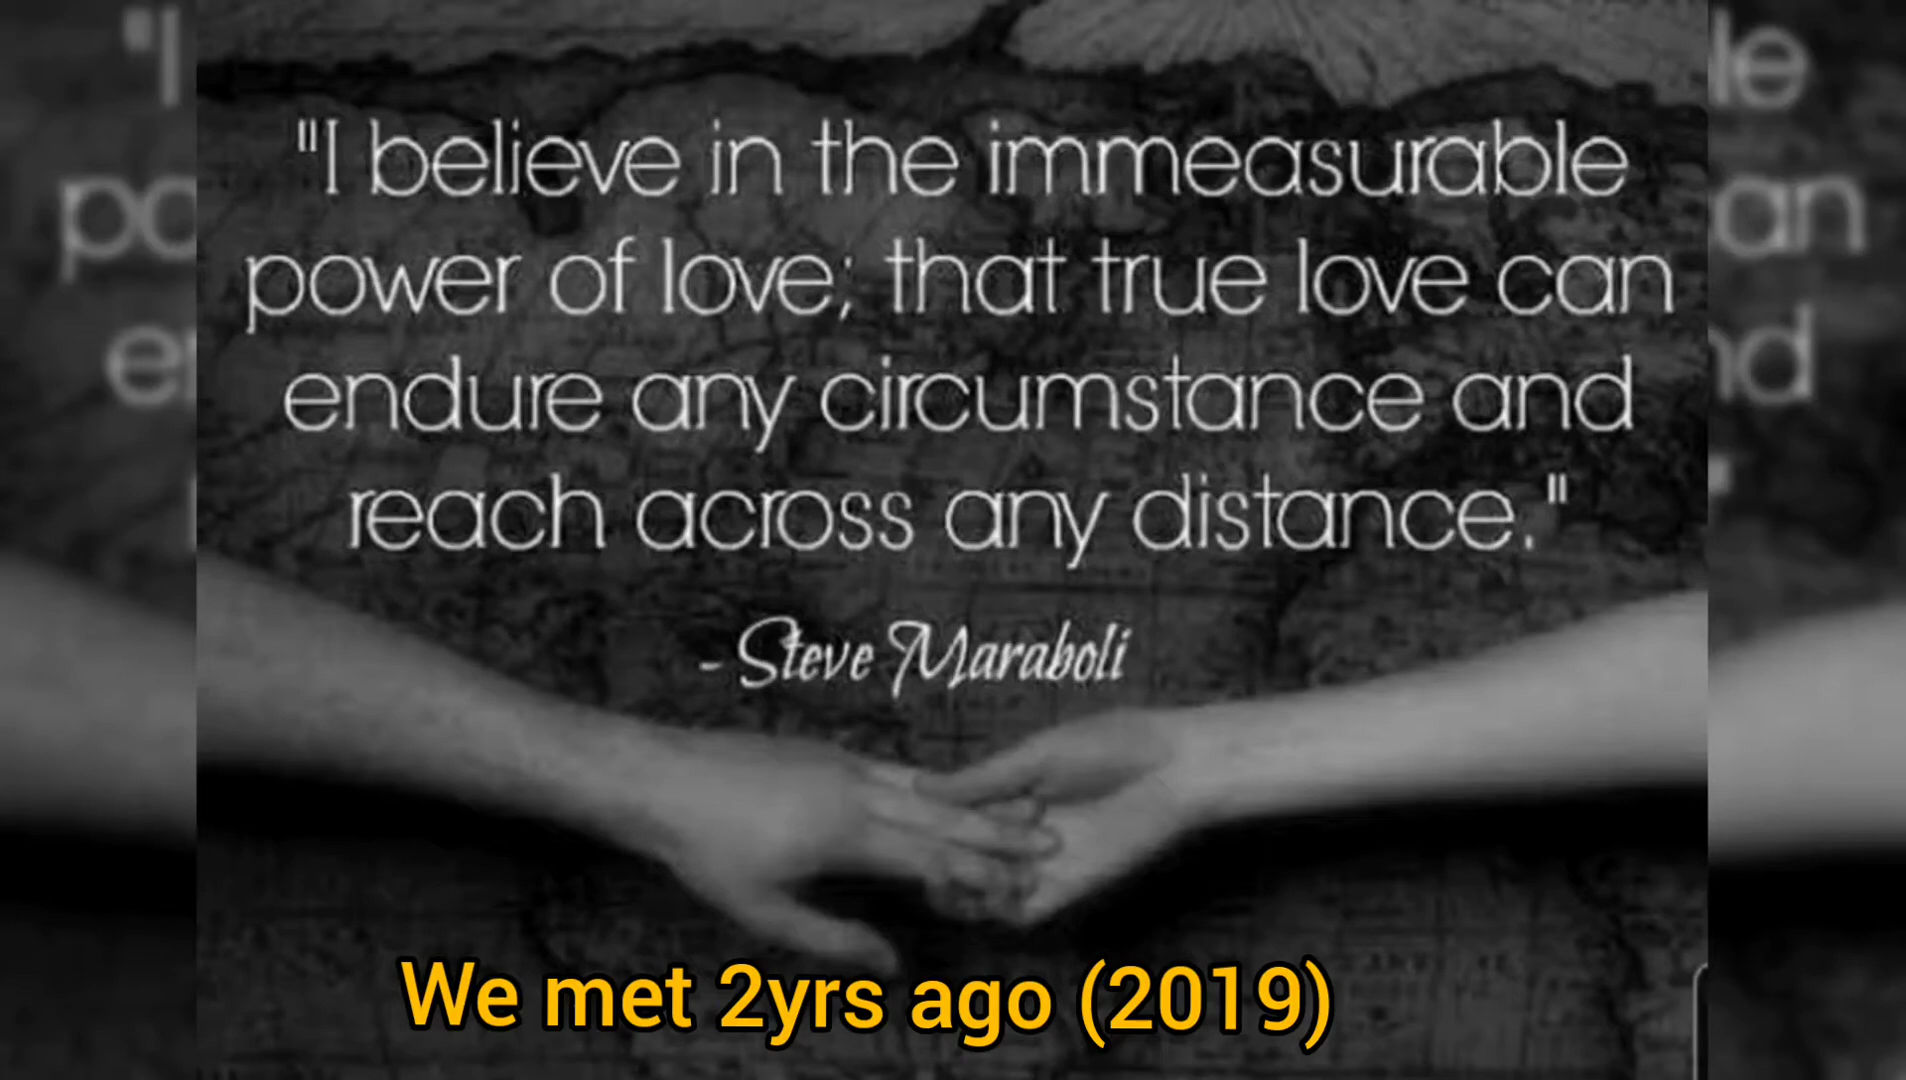 "I believe in the immeasurable
power of love; that true love can
endure any circumstance and
reach across any distance."
- Steve Maraboli
We met 2yrs ago (2019)